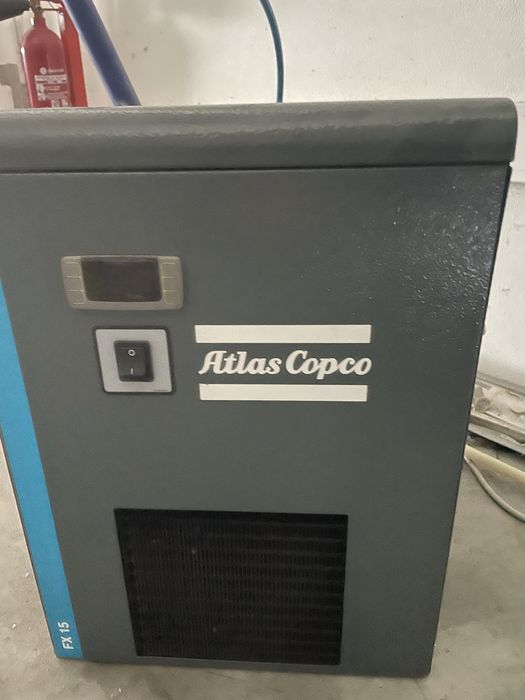 O
I
Atlas Copco
FX 15